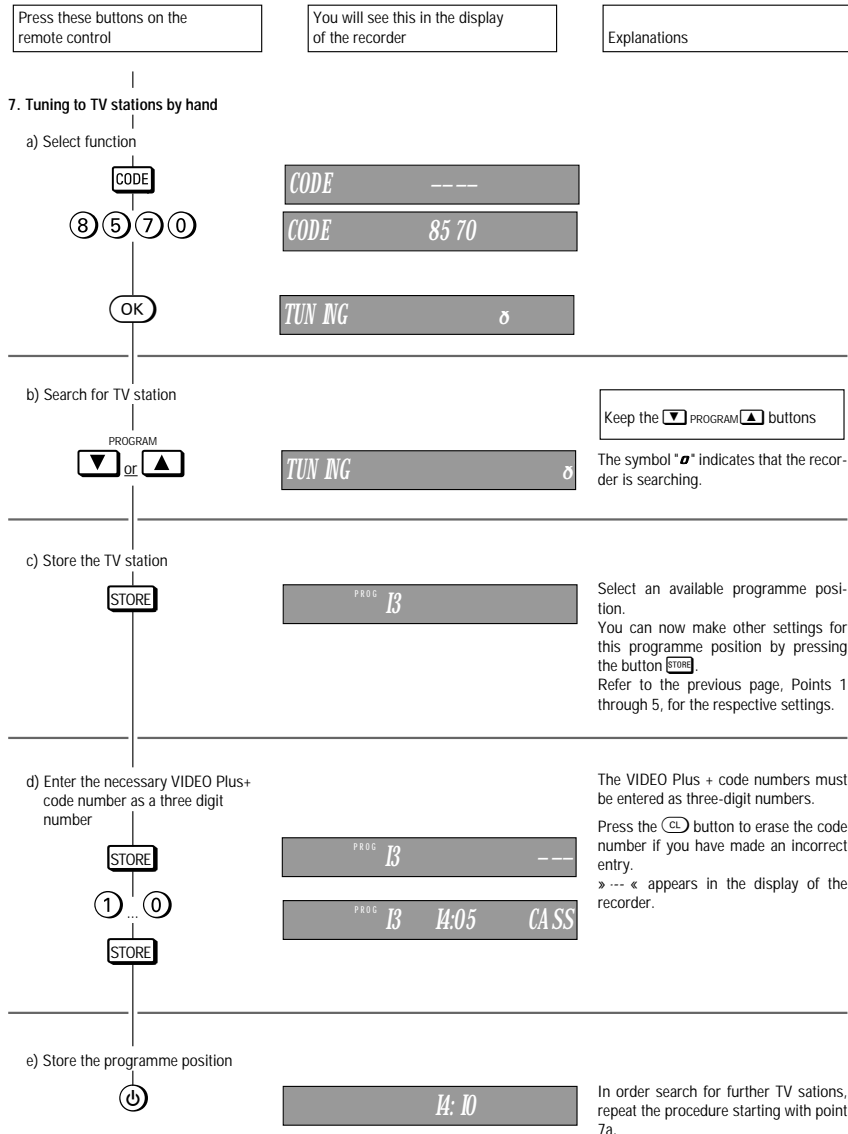 Press these buttons on the
remote control
You will see this in the display
of the recorder
Explanations
7. Tuning to TV stations by hand
a) Select function
CODE
CODE ----
8 5 7 0
CODE 85 70
OK
TUNING
b) Search for TV station
Keep the ▼ PROGRAM ▲ buttons
PROGRAM
▼ or ▲
TUNING
The symbol "" indicates that the recor-
der is searching.
c) Store the TV station
STORE
PROG 13
Select an available programme posi-
tion.
You can now make other settings for
this programme position by pressing
the button STORE.
Refer to the previous page, Points 1
through 5, for the respective settings.
d) Enter the necessary VIDEO Plus+
code number as a three digit
number
The VIDEO Plus + code numbers must
be entered as three-digit numbers.
Press the CL button to erase the code
number if you have made an incorrect
entry.
» --- « appears in the display of the
recorder.
STORE
PROG 13 ---
1 ... 0
PROG 13 14:05 CASS
STORE
e) Store the programme position
14:10
In order search for further TV sations,
repeat the procedure starting with point
7a.